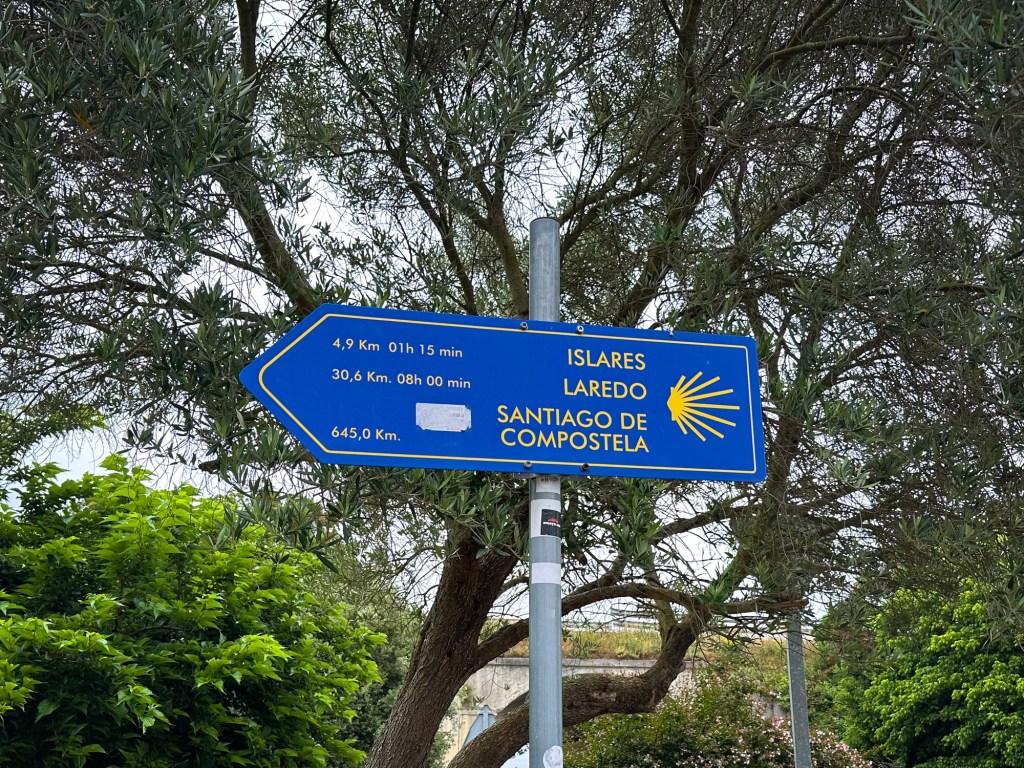 4,9 Km 01h 15 min ISLARES
30,6 Km. 08h 00 min LAREDO
645,0 Km. SANTIAGO DE
COMPOSTELA